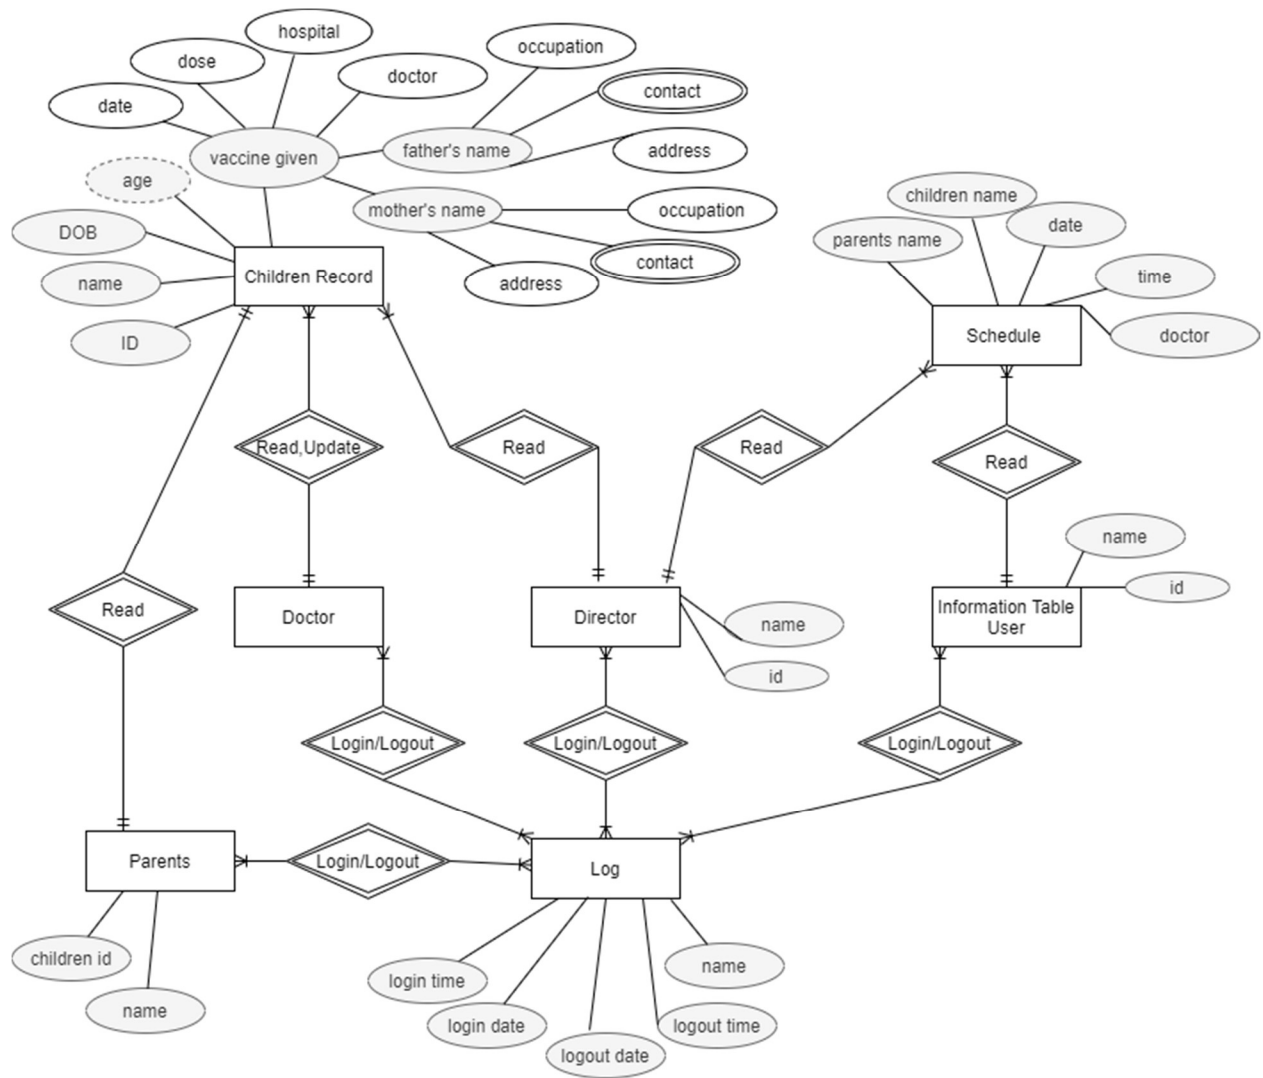 hospital
occupation
dose
doctor
contact
date
vaccine given
father's name
address
age
children name
mother's name
occupation
date
DOB
parents name
contact
name
Children Record
address
time
ID
Schedule
doctor
Read,Update
Read
Read
Read
name
id
Read
Doctor
Director
name
Information Table
User
id
Login/Logout
Login/Logout
Login/Logout
Parents
Login/Logout
Log
children id
name
login time
name
login date
logout time
logout date